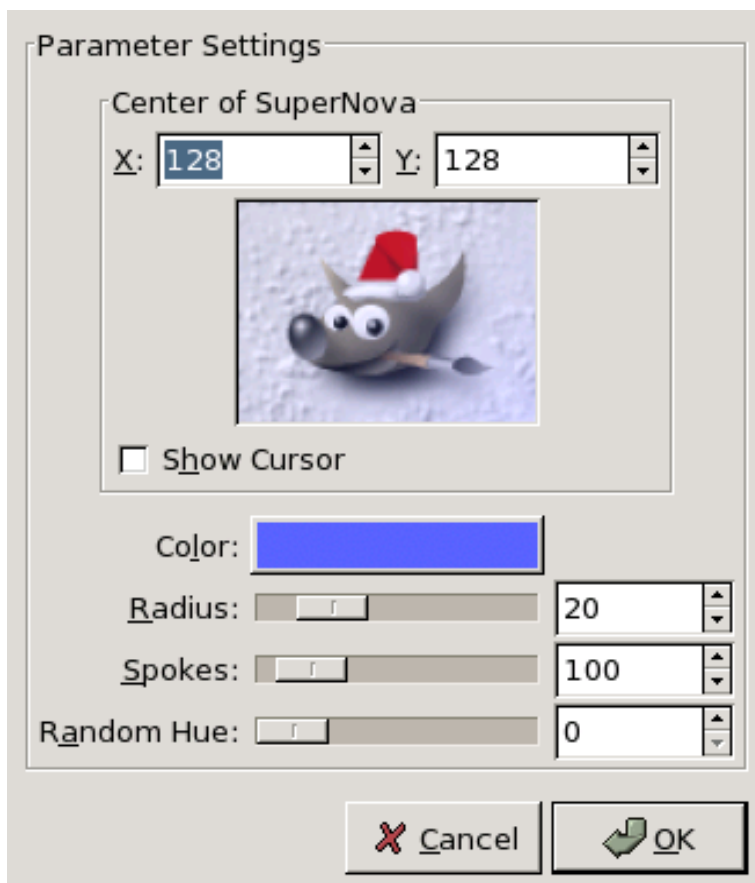 Parameter Settings
Center of SuperNova
X: 128 Y: 128
Show Cursor
Color:
Radius: 20
Spokes: 100
Random Hue: 0
Cancel OK